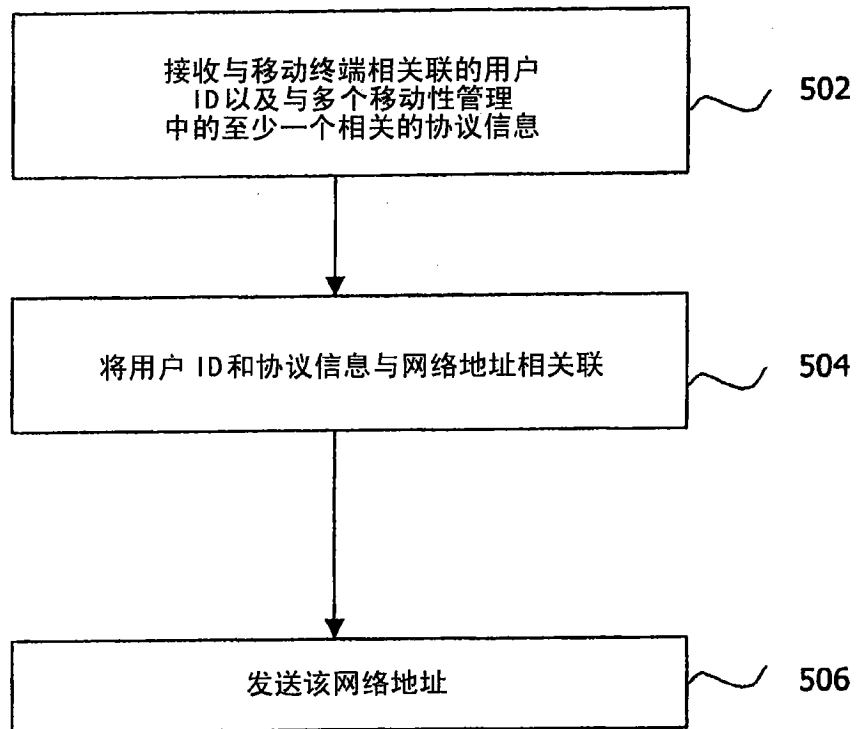 接收与移动终端相关联的用户
ID以及与多个移动性管理
中的至少一个相关的协议信息
502
将用户 ID和协议信息与网络地址相关联
504
发送该网络地址
506